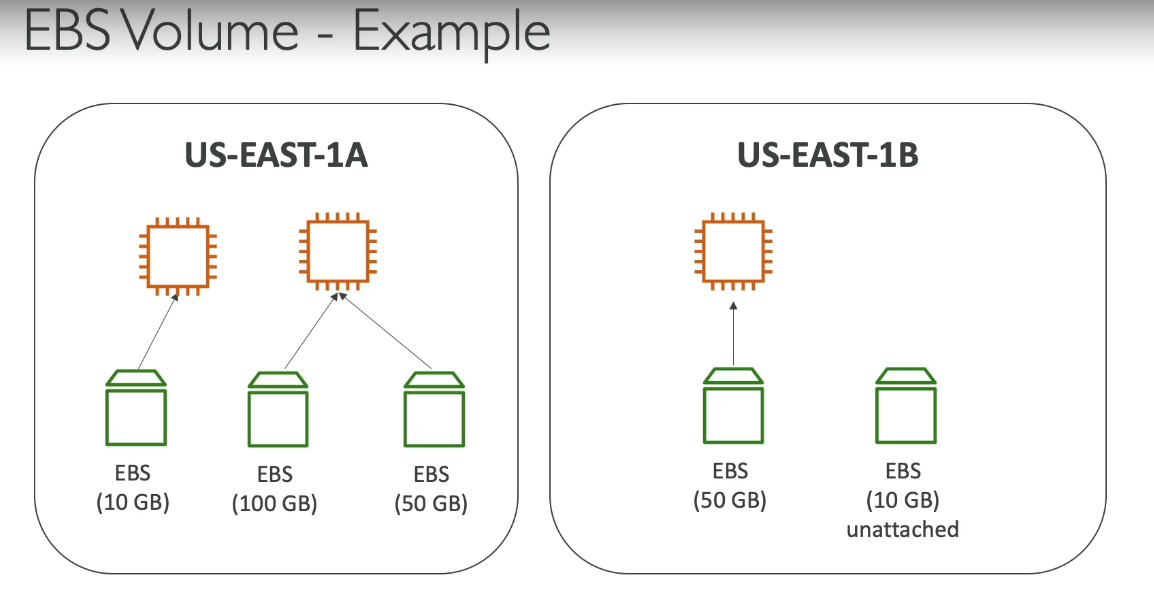 EBS Volume - Example
US-EAST-1A
EBS
(10 GB)
EBS
(100 GB)
EBS
(50 GB)
US-EAST-1B
EBS
(50 GB)
EBS
(10 GB)
unattached